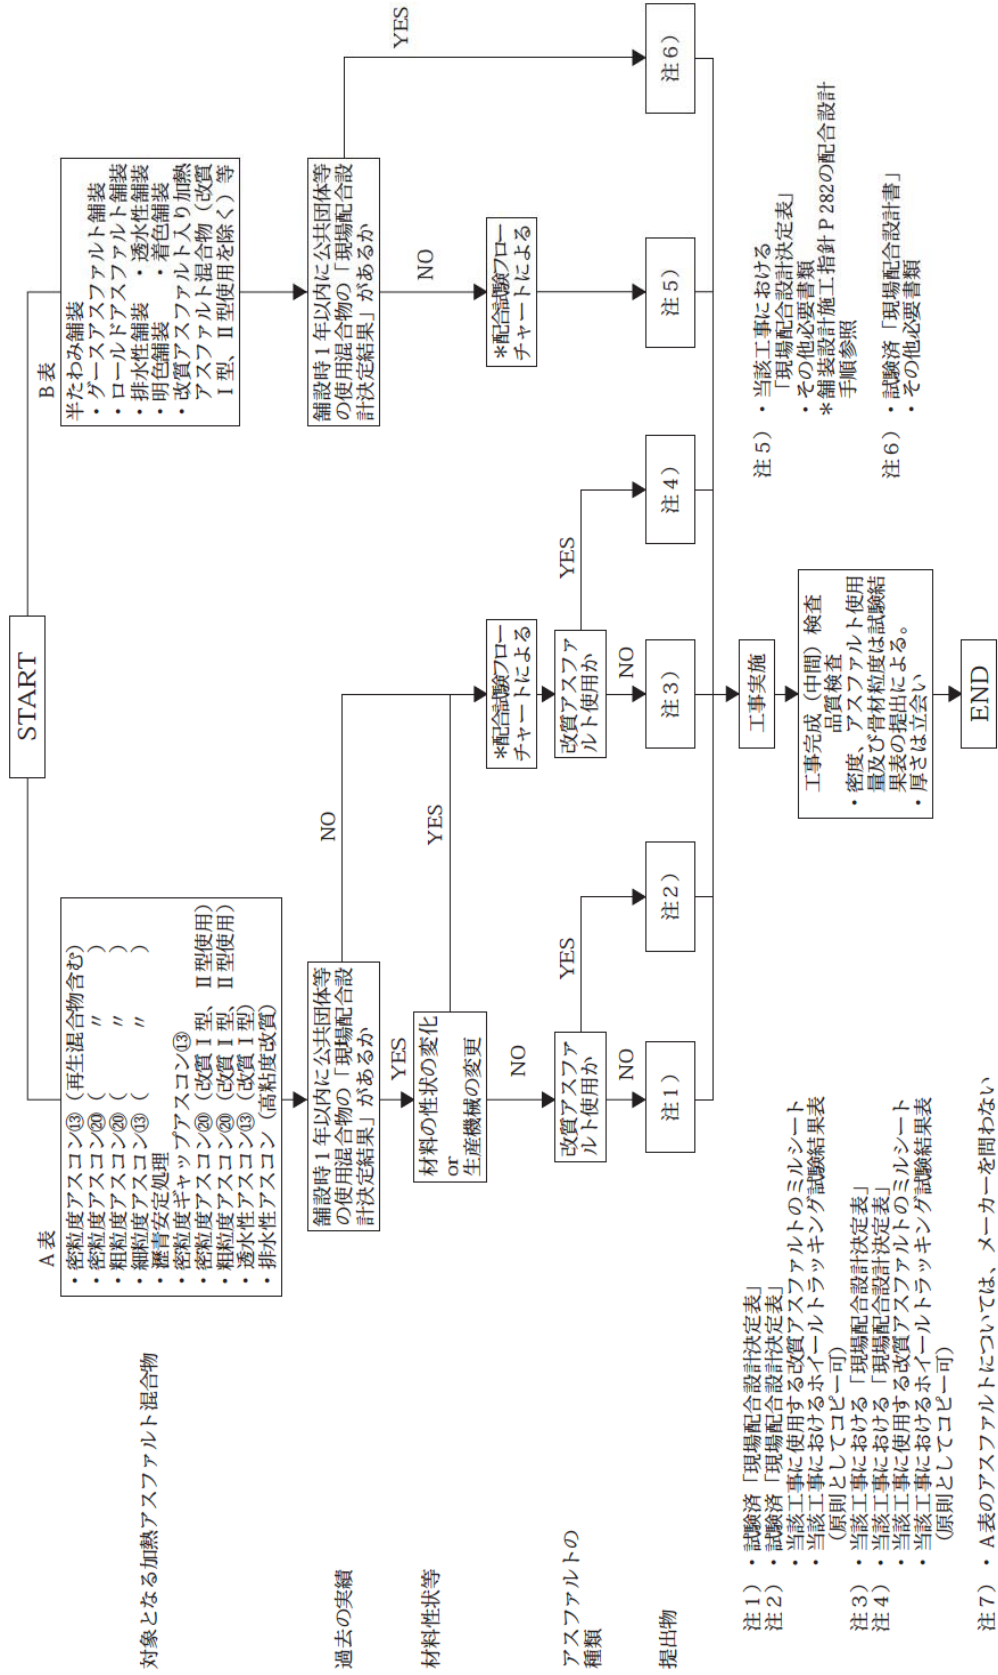 START
A表
・密粒度アスコン⑬（再生混合物含む）
・密粒度アスコン⑳（　〃　）
・粗粒度アスコン⑳（　〃　）
・細粒度アスコン⑬（　〃　）
・瀝青安定処理
・密粒度ギャップアスコン⑬
・密粒度アスコン⑳（改質Ⅰ型、Ⅱ型使用）
・粗粒度アスコン⑳（改質Ⅰ型、Ⅱ型使用）
・透水性アスコン⑬（改質Ⅰ型）
・排水性アスコン（高粘度改質）
B表
半たわみ舗装
・グースアスファルト舗装
・ロールドアスファルト舗装
・排水性舗装　・透水性舗装
・明色舗装　・着色舗装
・改質アスファルト入り加熱
アスファルト混合物（改質
Ⅰ型、Ⅱ型使用を除く）等
対象となる加熱アスファルト混合物
過去の実績
舗設時１年以内に公共団体等
の使用混合物の「現場配合設
計決定結果」があるか
NO
YES
舗設時１年以内に公共団体等
の使用混合物の「現場配合設
計決定結果」があるか
YES
NO
材料性状等
材料の性状の変化
or
生産機械の変更
YES
NO
*配合試験フロー
チャートによる
*配合試験フロー
チャートによる
アスファルトの
種類
改質アスファ
ルト使用か
YES
NO
改質アスファ
ルト使用か
YES
NO
提出物
注１）
注２）
注３）
注４）
注５）
注６）
工事実施
工事完成（中間）検査
品質検査
・密度、アスファルト使用
量及び骨材粒度は試験結
果表の提出による。
・厚さは立会い
END
注１）・試験済「現場配合設計決定表」
注２）・試験済「現場配合設計決定表」
・当該工事に使用する改質アスファルトのミルシート
・当該工事におけるホイールトラッキング試験結果表
（原則としてコピー可）
注３）・当該工事における「現場配合設計決定表」
注４）・当該工事における「現場配合設計決定表」
・当該工事に使用する改質アスファルトのミルシート
・当該工事におけるホイールトラッキング試験結果表
（原則としてコピー可）
注７）・A表のアスファルトについては、メーカーを問わない
注５）・当該工事における
「現場配合設計決定表」
・その他必要書類
*舗装設計施工指針Ｐ282の配合設計
手順参照
注６）・試験済「現場配合設計書」
・その他必要書類